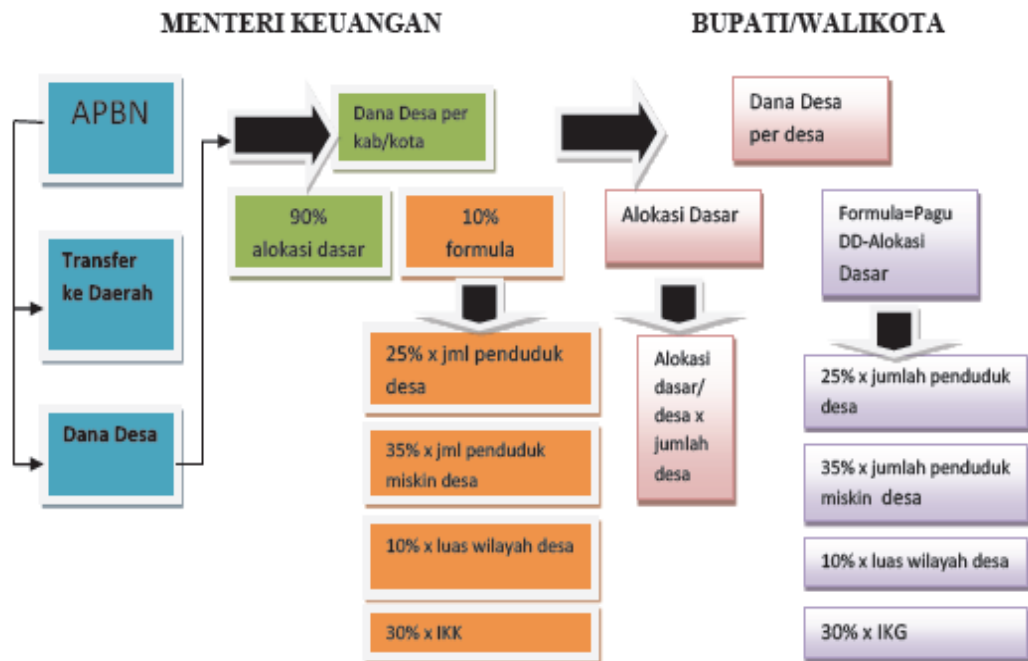 MENTERI KEUANGAN
BUPATI/WALIKOTA
APBN
Transfer
ke Daerah
Dana Desa
Dana Desa per
kab/kota
90%
alokasi dasar
10%
formula
25% x jml penduduk
desa
35% x jml penduduk
miskin desa
10% x luas wilayah desa
30% x IKK
Dana Desa
per desa
Alokasi Dasar
Alokasi
dasar/
desa x
jumlah
desa
Formula=Pagu
DD-Alokasi
Dasar
25% x jumlah penduduk
desa
35% x jumlah penduduk
miskin desa
10% x luas wilayah desa
30% x IKG